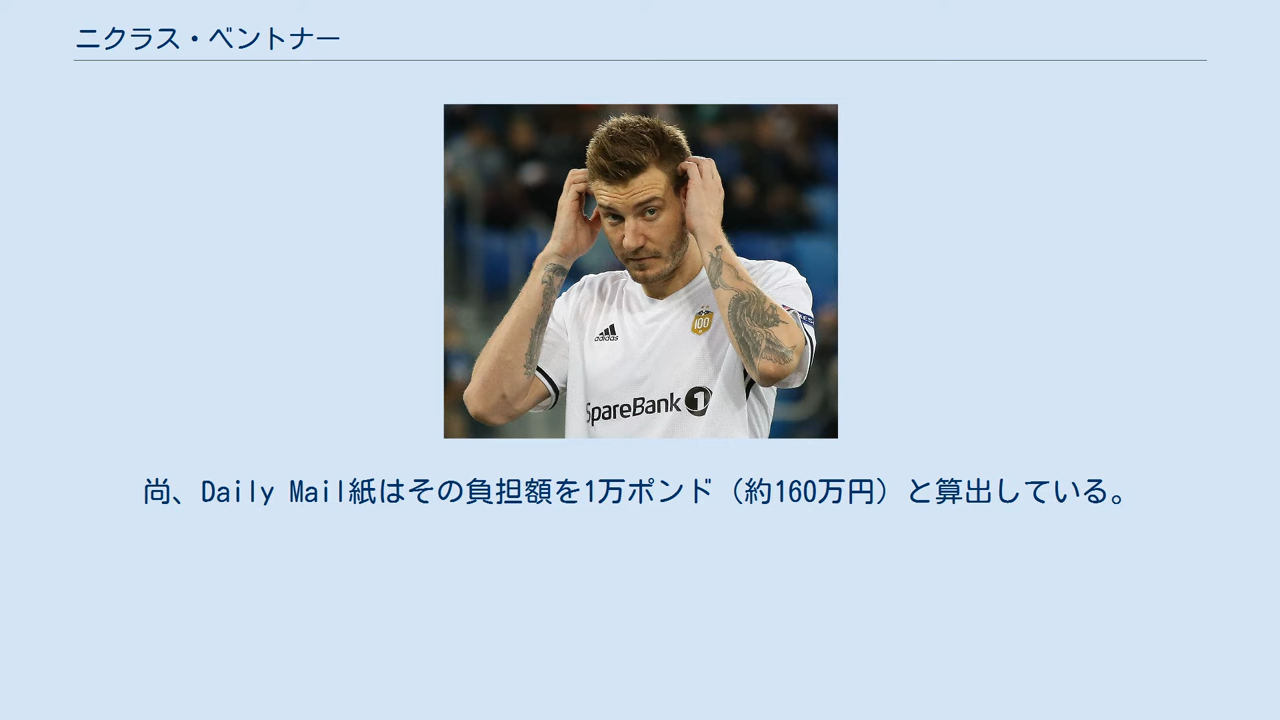 ニクラス・ベントナー
100
adidas
SpareBank 1
尚、Daily Mail紙はその負担額を1万ポンド（約160万円）と算出している。